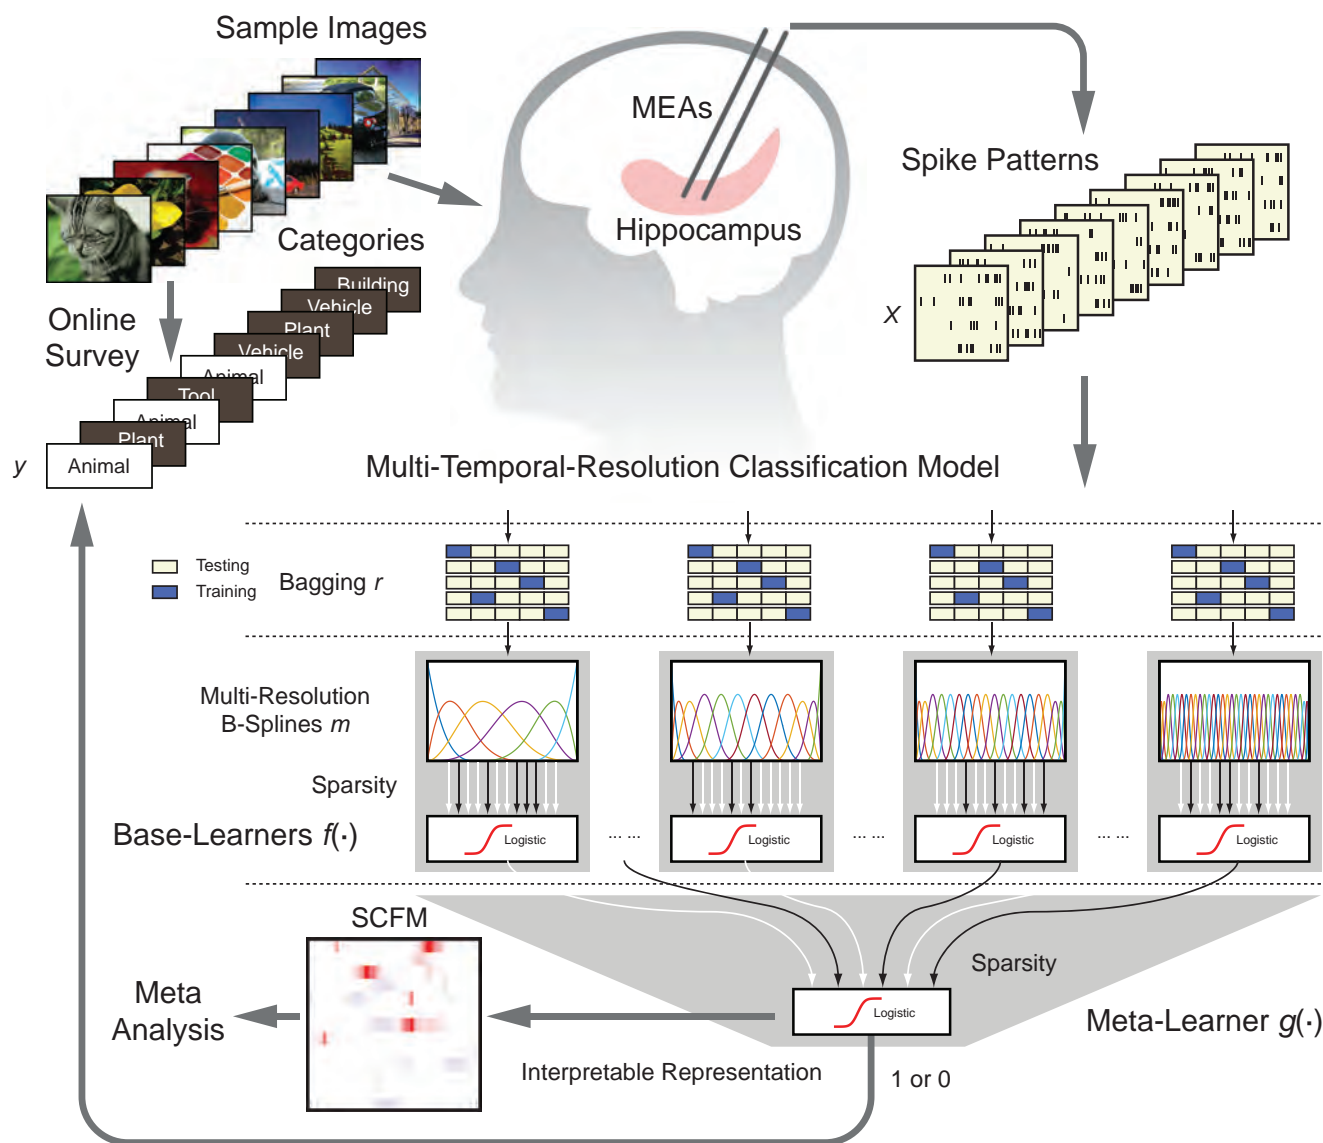 Sample Images
MEAs
Spike Patterns
Hippocampus
Categories
Building
Vehicle
Plant
Vehicle
Animal
Tool
Animal
Plant
Animal
Online
Survey
y
X
Multi-Temporal-Resolution Classification Model
Testing
Training
Bagging r
Multi-Resolution
B-Splines m
Sparsity
Base-Learners f(·)
Logistic
... ...
Logistic
... ...
Logistic
... ...
Logistic
SCFM
Sparsity
Meta
Analysis
Logistic
Meta-Learner g(·)
Interpretable Representation
1 or 0